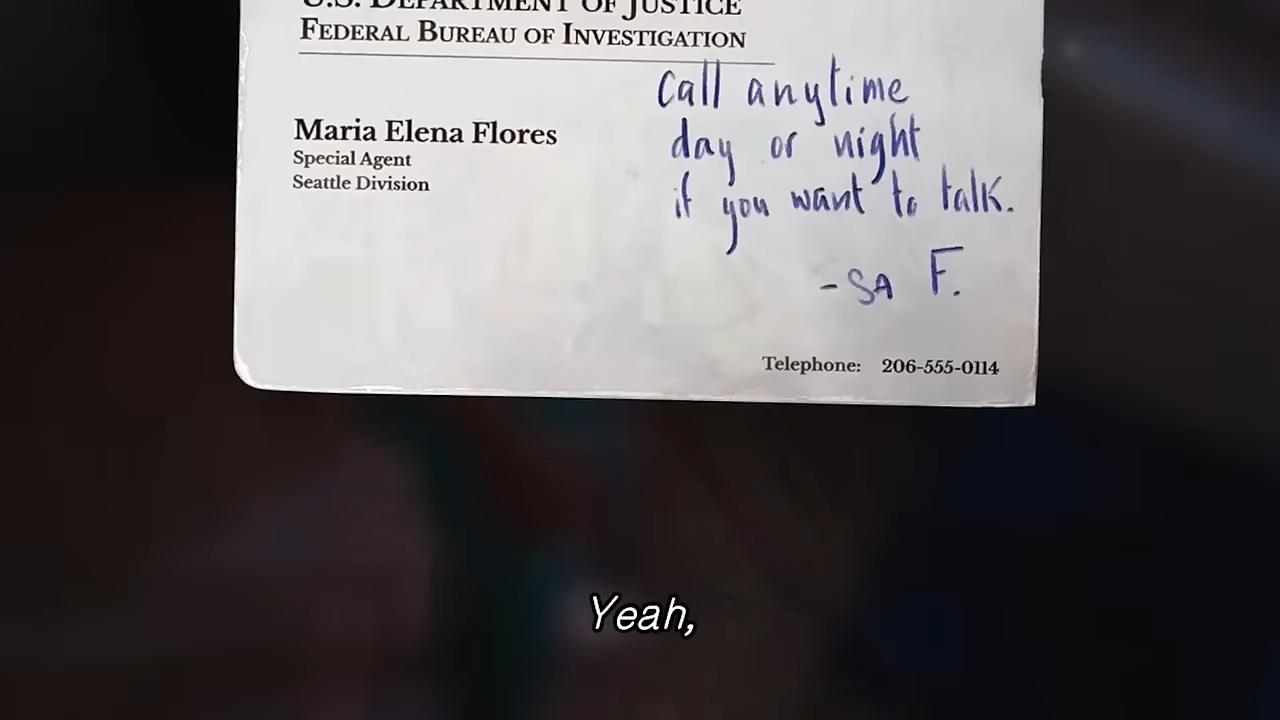 U.S. DEPARTMENT OF JUSTICE
FEDERAL BUREAU OF INVESTIGATION
Maria Elena Flores
Special Agent
Seattle Division
call anytime
day or night
if you want to talk.
- SA F.
Telephone: 206-555-0114
Yeah,